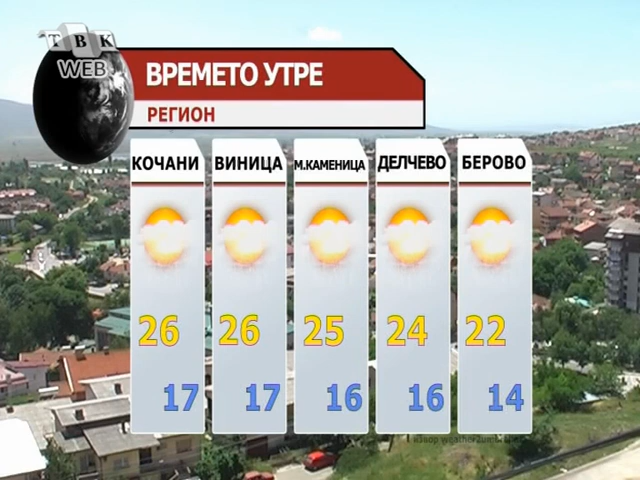 ТВК
WEB
ВРЕМЕТО УТРЕ
РЕГИОН
КОЧАНИ ВИНИЦА М.КАМЕНИЦА ДЕЛЧЕВО БЕРОВО
26 26 25 24 22
17 17 16 16 14
извор